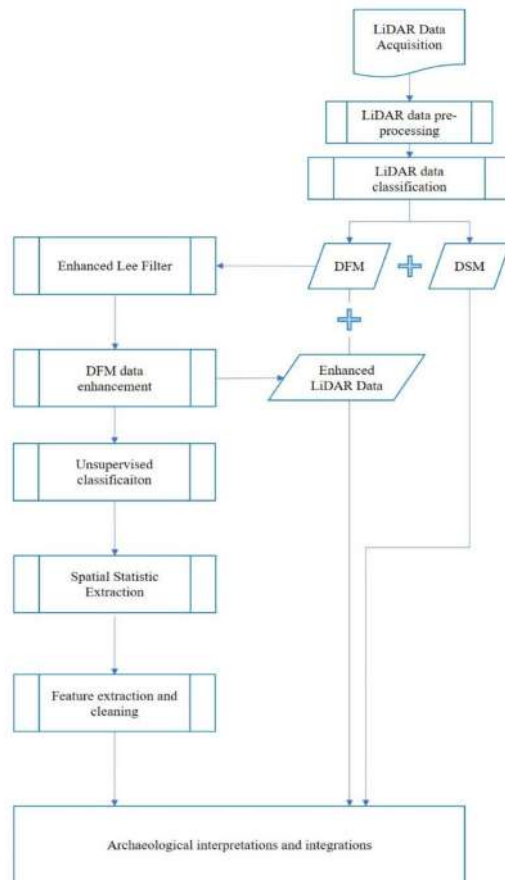 LiDAR Data
Acquisition
LiDAR data pre-
processing
LiDAR data
classification
DFM
DSM
Enhanced Lee Filter
DFM data
enhancement
Enhanced
LiDAR Data
Unsupervised
classificaiton
Spatial Statistic
Extraction
Feature extraction and
cleaning
Archaeological interpretations and integrations